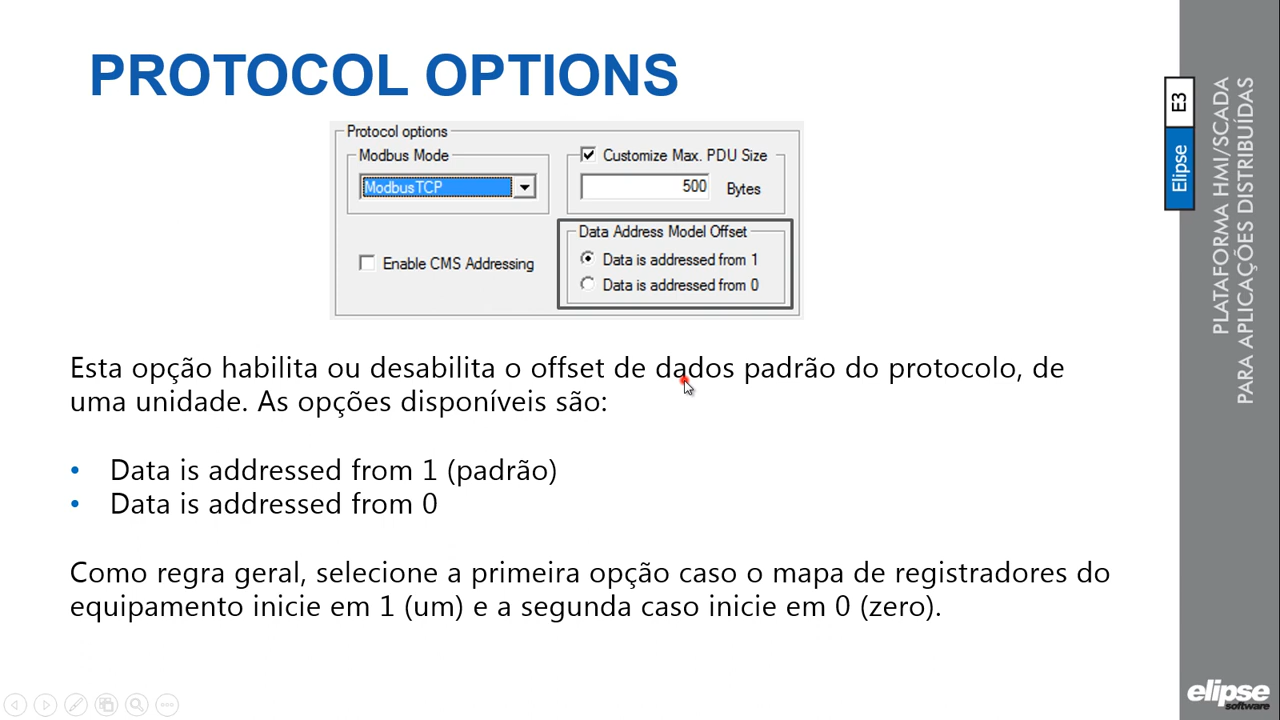 PROTOCOL OPTIONS
Protocol options
Modbus Mode
ModbusTCP
Customize Max. PDU Size
500 Bytes
Enable CMS Addressing
Data Address Model Offset
Data is addressed from 1
Data is addressed from 0
Esta opção habilita ou desabilita o offset de dados padrão do protocolo, de
uma unidade. As opções disponíveis são:
• Data is addressed from 1 (padrão)
• Data is addressed from 0
Como regra geral, selecione a primeira opção caso o mapa de registradores do
equipamento inicie em 1 (um) e a segunda caso inicie em 0 (zero).
Elipse E3
PLATAFORMA HMI/SCADA
PARA APLICAÇÕES DISTRIBUÍDAS
elipse
software